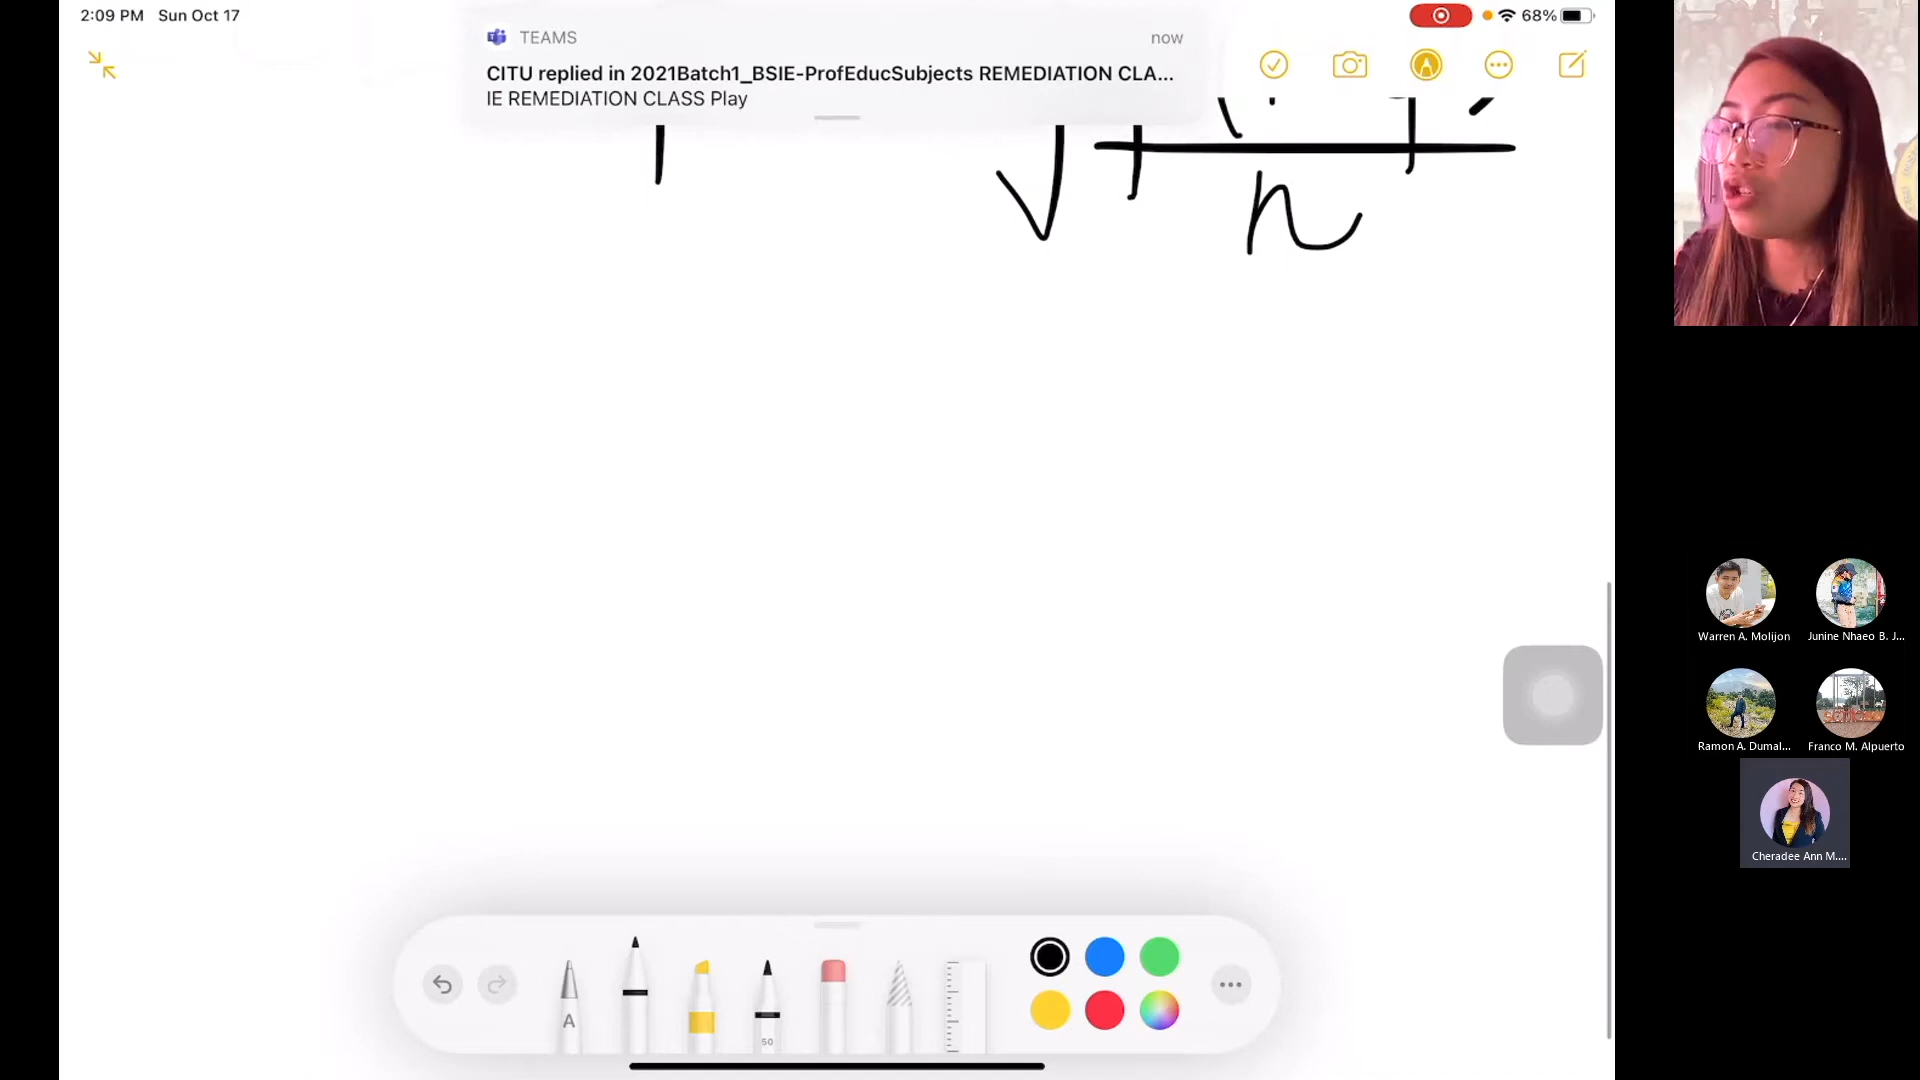 2:09 PM Sun Oct 17
68%
TEAMS
now
CITU replied in 2021Batch1_BSIE-ProfEducSubjects REMEDIATION CLA...
IE REMEDIATION CLASS Play
n
Warren A. Molijon
Junine Nhaeo B. J...
Ramon A. Dumal...
Franco M. Alpuerto
Cheradee Ann M....
A
50